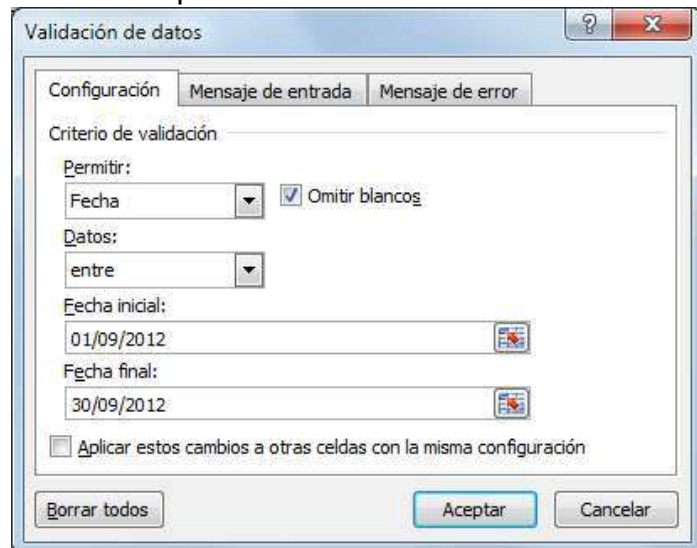 Validación de datos
Configuración Mensaje de entrada Mensaje de error
Criterio de validación
Permitir:
Fecha Omitir blancos
Datos:
entre
Fecha inicial:
01/09/2012
Fecha final:
30/09/2012
Aplicar estos cambios a otras celdas con la misma configuración
Borrar todos Aceptar Cancelar